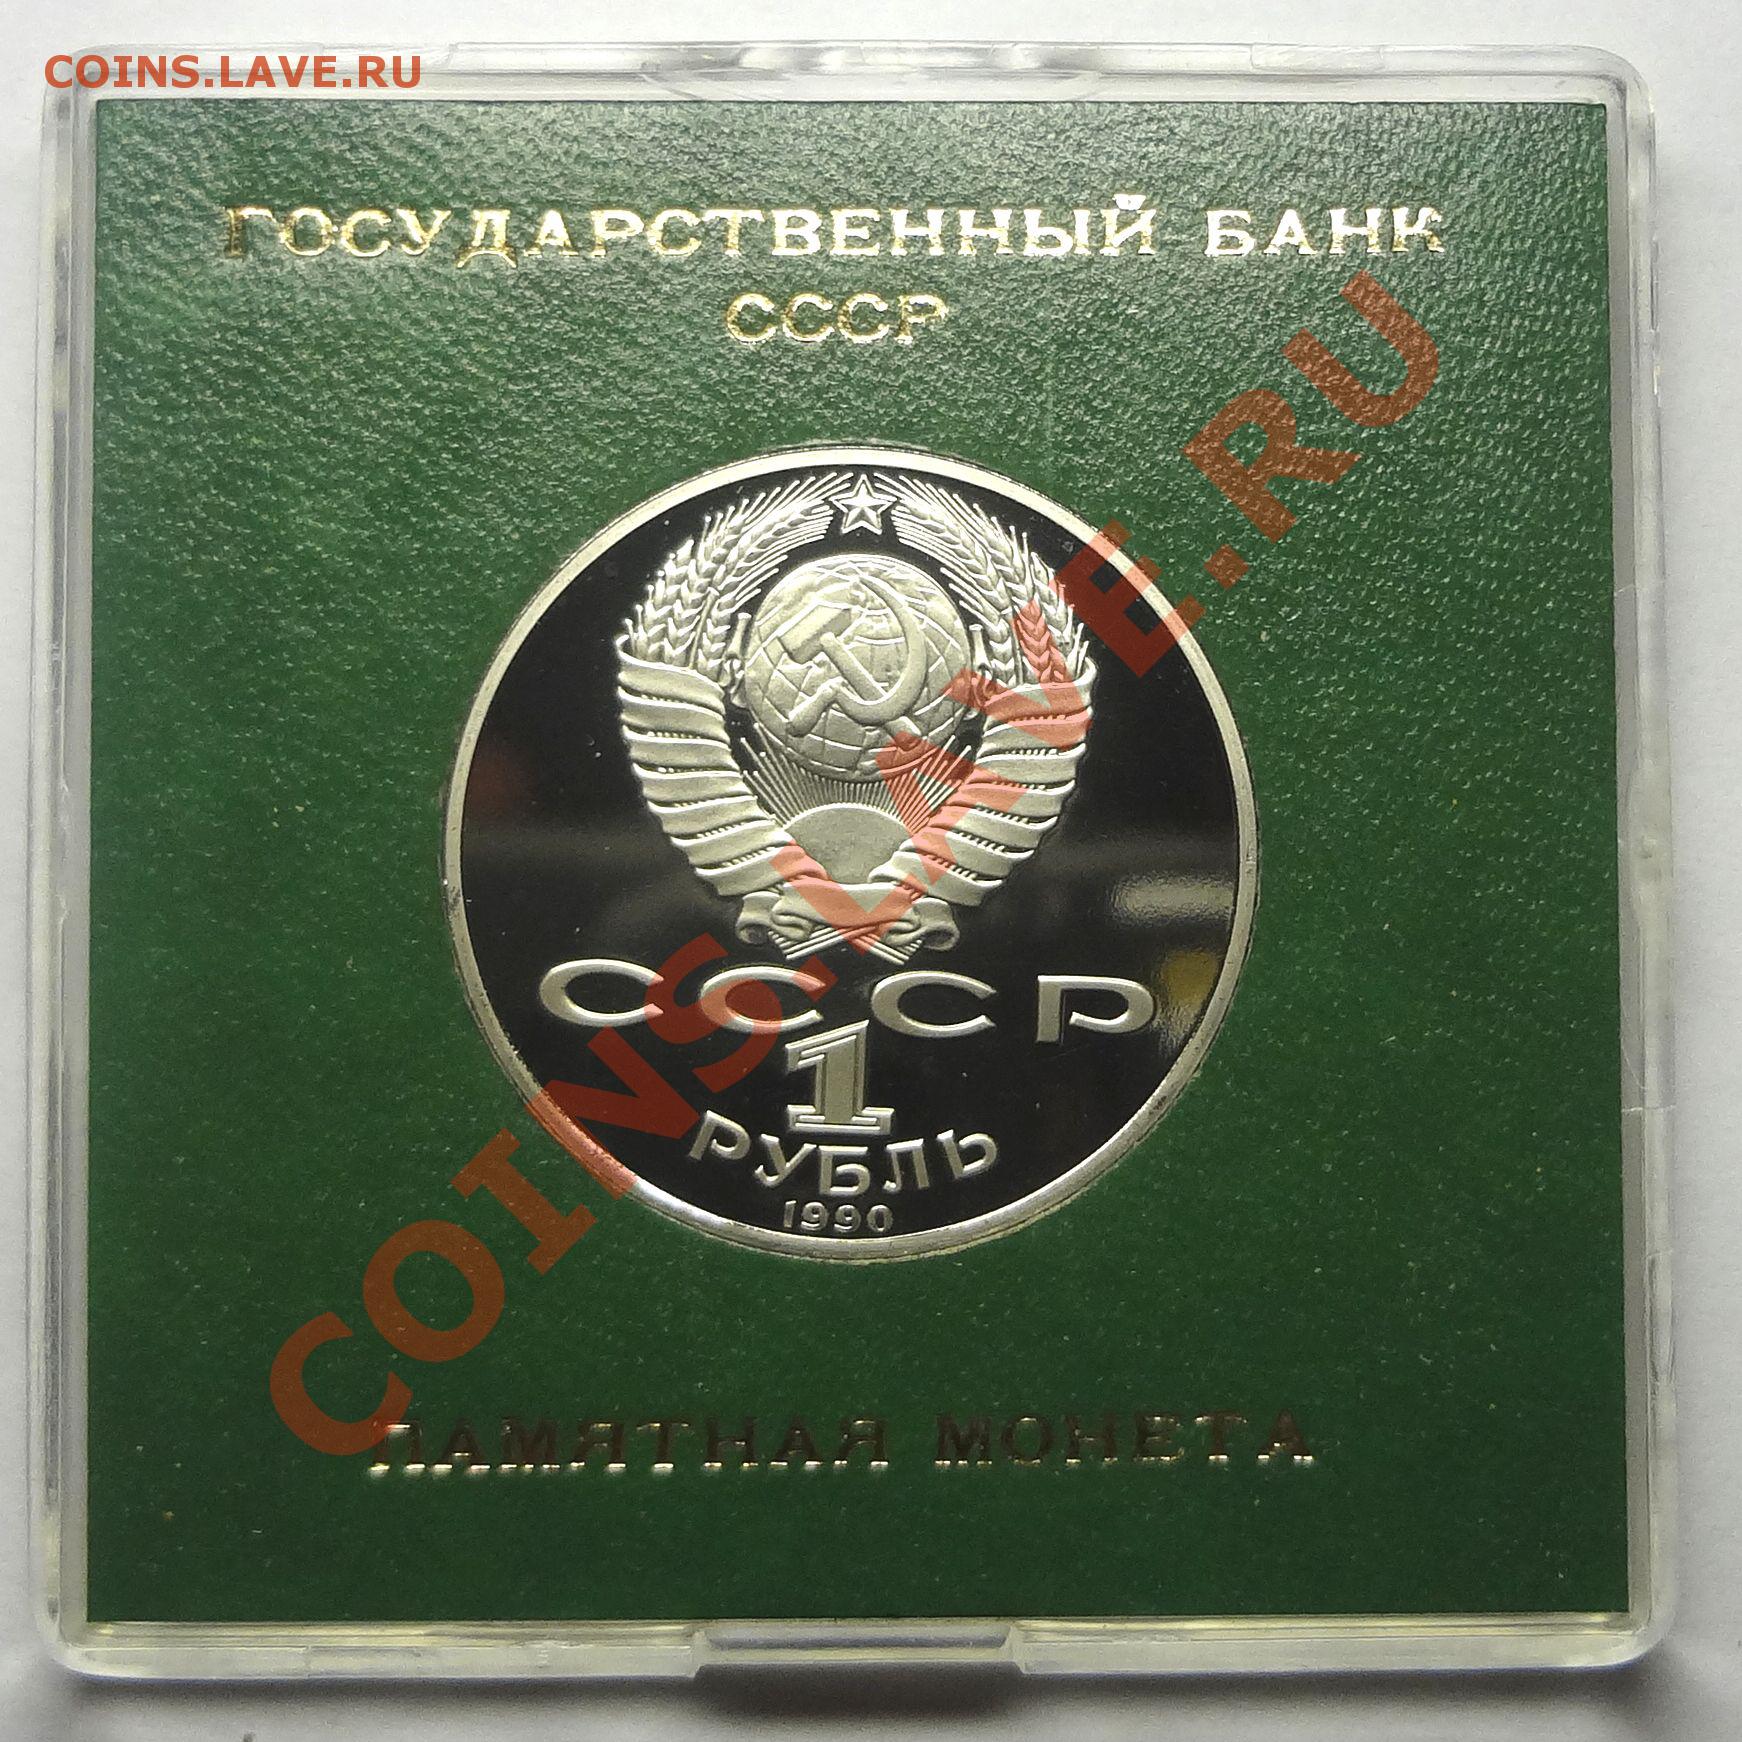 COINS.LAVE.RU
ГОСУДАРСТВЕННЫЙ БАНК
СССР
COINS.LAVE.RU
СССР
1
РУБЛЬ
1990
ПАМЯТНАЯ МОНЕТА